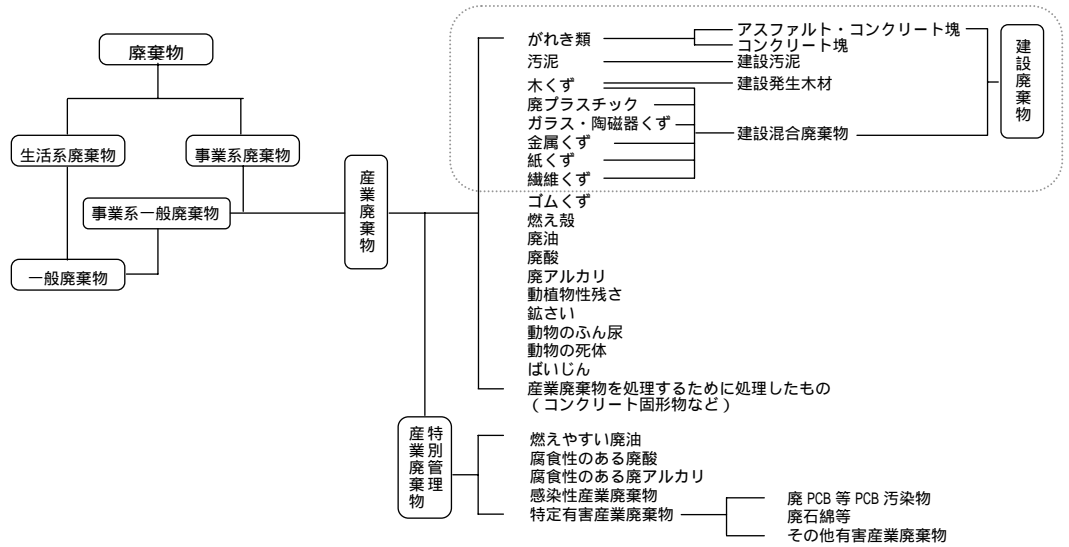 廃棄物
生活系廃棄物
事業系廃棄物
事業系一般廃棄物
一般廃棄物
産業廃棄物
がれき類
アスファルト・コンクリート塊
コンクリート塊
汚泥
建設汚泥
木くず
建設発生木材
廃プラスチック
ガラス・陶磁器くず
建設混合廃棄物
金属くず
紙くず
繊維くず
建設廃棄物
ゴムくず
燃え殻
廃油
廃酸
廃アルカリ
動植物性残さ
鉱さい
動物のふん尿
動物の死体
ばいじん
産業廃棄物を処理するために処理したもの
(コンクリート固形物など)
特別管理
産業廃棄物
燃えやすい廃油
腐食性のある廃酸
腐食性のある廃アルカリ
感染性産業廃棄物
特定有害産業廃棄物
廃 PCB 等 PCB 汚染物
廃石綿等
その他有害産業廃棄物